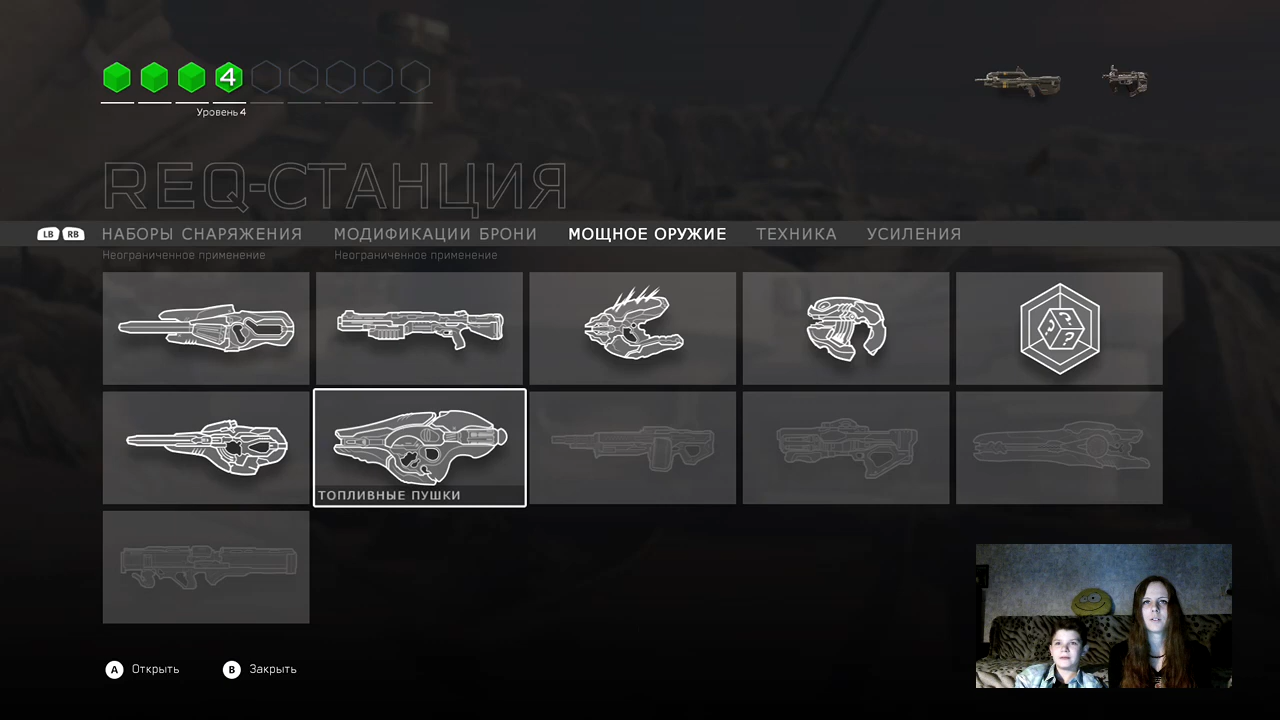 4
Уровень 4
REQ-СТАНЦИЯ
LB RB НАБОРЫ СНАРЯЖЕНИЯ МОДИФИКАЦИИ БРОНИ МОЩНОЕ ОРУЖИЕ ТЕХНИКА УСИЛЕНИЯ
Неограниченное применение Неограниченное применение
ТОПЛИВНЫЕ ПУШКИ
A Открыть B Закрыть